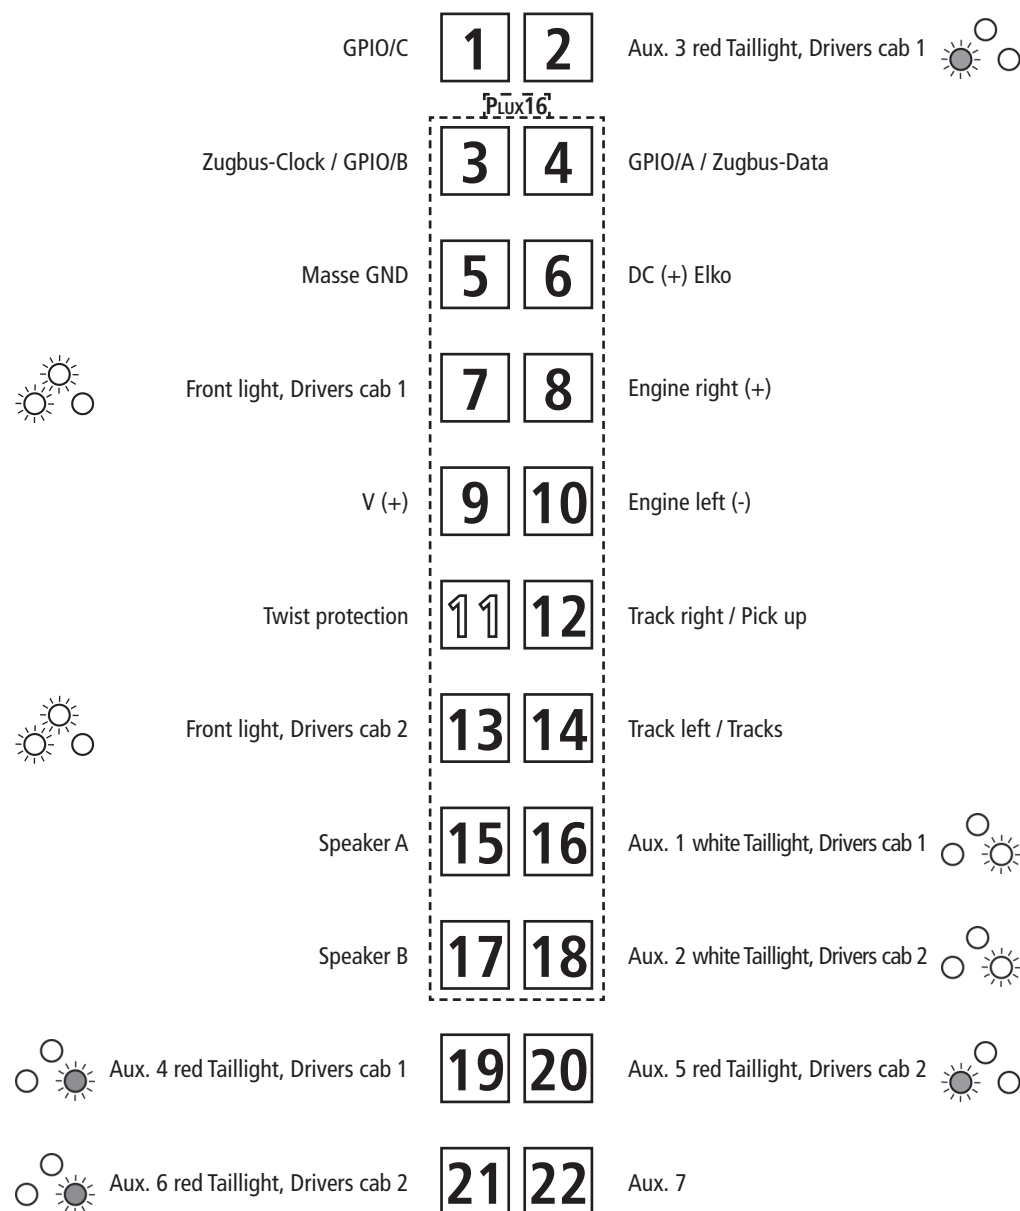 GPIO/C 1 2 Aux. 3 red Taillight, Drivers cab 1
PLUX16
Zugbus-Clock / GPIO/B 3 4 GPIO/A / Zugbus-Data
Masse GND 5 6 DC (+) Elko
Front light, Drivers cab 1 7 8 Engine right (+)
V (+) 9 10 Engine left (-)
Twist protection 11 12 Track right / Pick up
Front light, Drivers cab 2 13 14 Track left / Tracks
Speaker A 15 16 Aux. 1 white Taillight, Drivers cab 1
Speaker B 17 18 Aux. 2 white Taillight, Drivers cab 2
Aux. 4 red Taillight, Drivers cab 1 19 20 Aux. 5 red Taillight, Drivers cab 2
Aux. 6 red Taillight, Drivers cab 2 21 22 Aux. 7